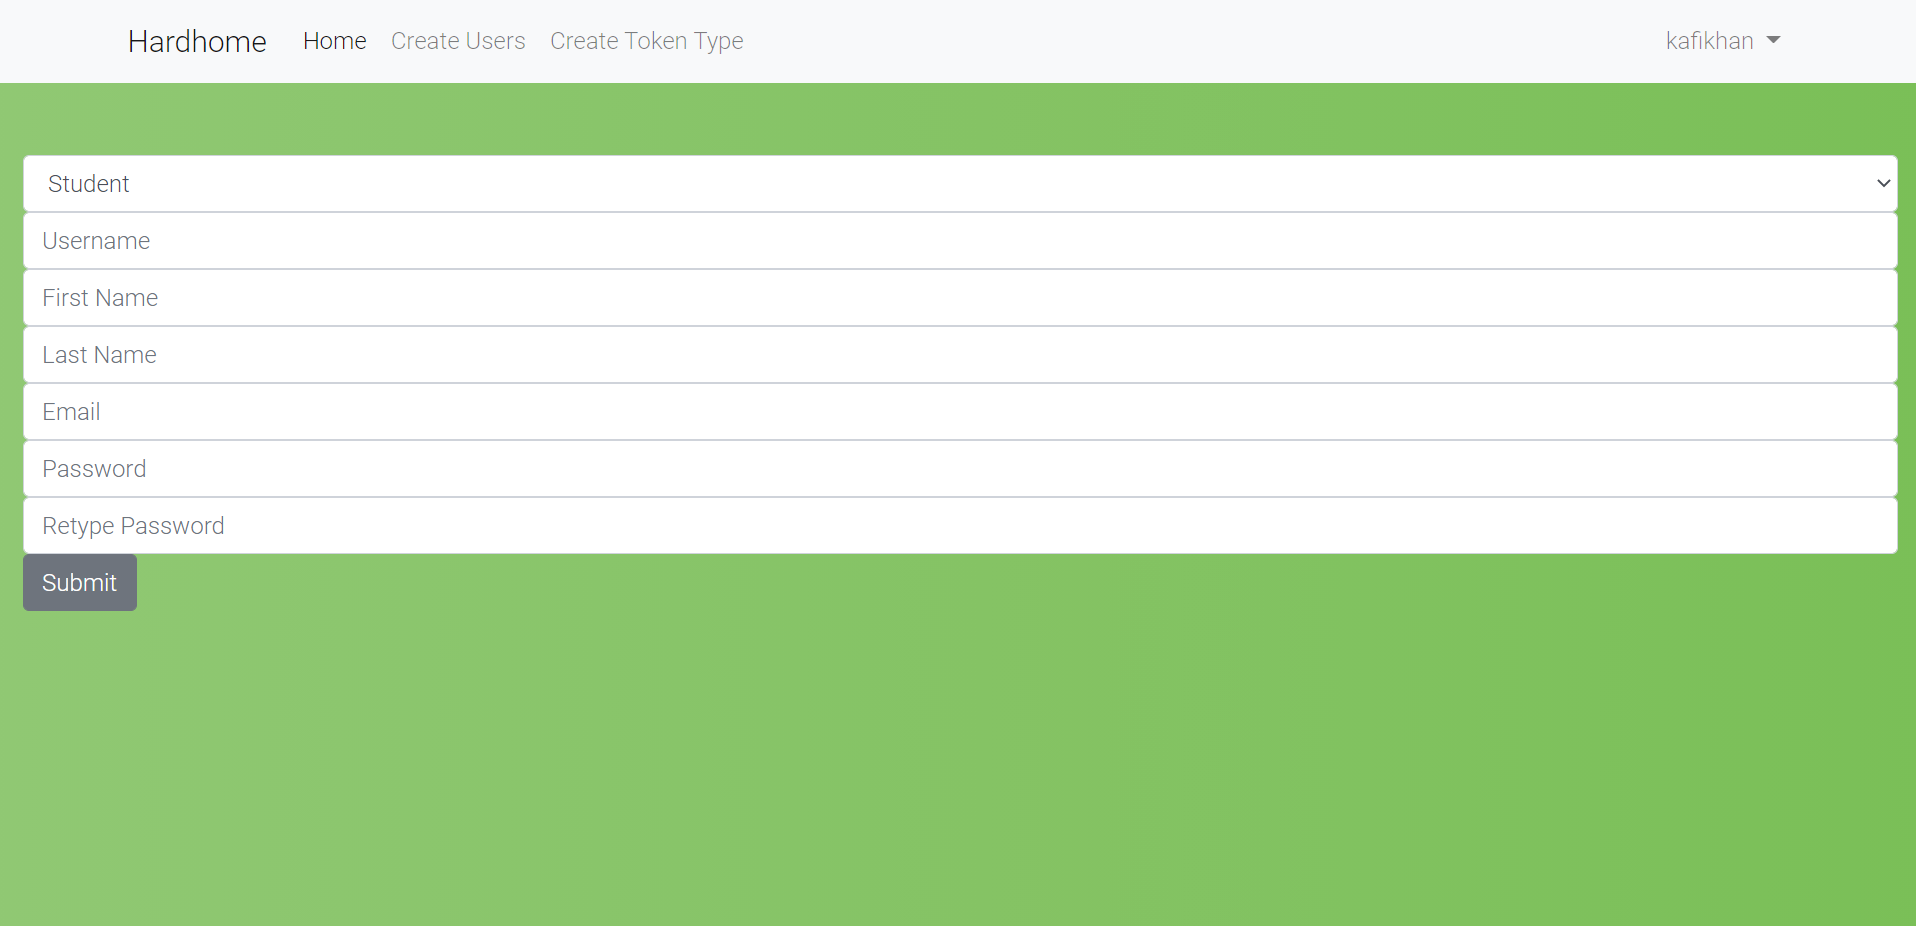 Hardhome Home Create Users Create Token Type kafikhan
Student
Username
First Name
Last Name
Email
Password
Retype Password
Submit